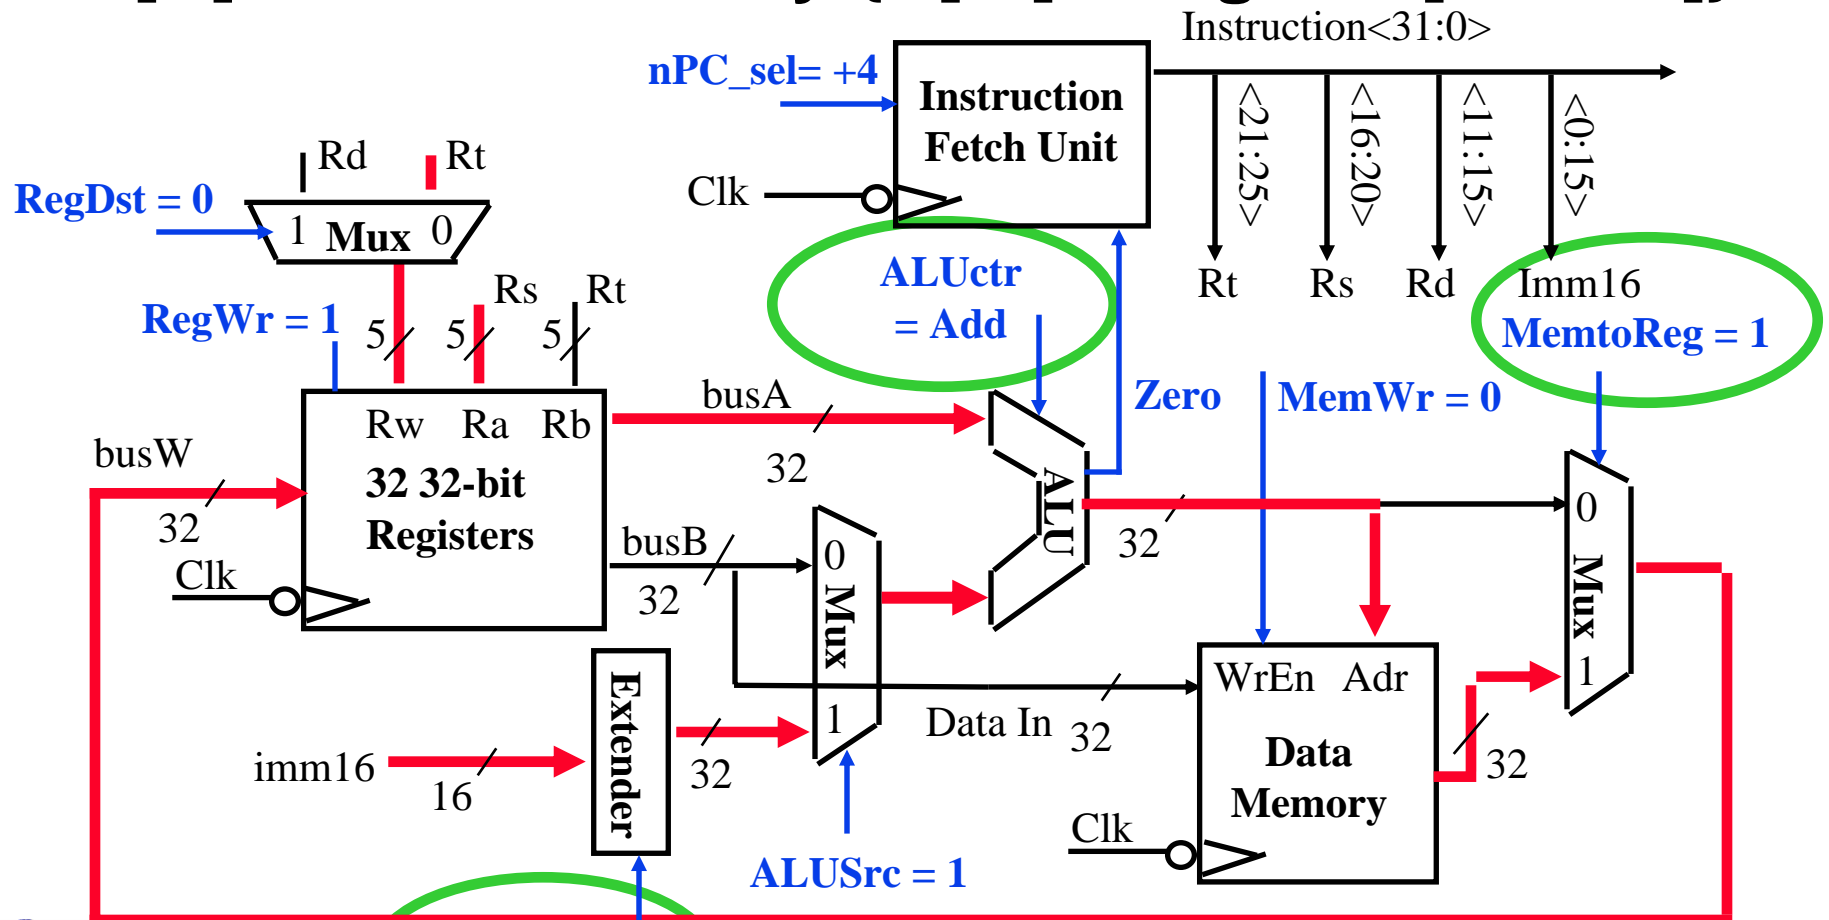 Instruction<31:0>
nPC_sel= +4
Instruction
Fetch Unit
Clk
<21:25>
<16:20>
<11:15>
<0:15>
Rd
Rt
RegDst = 0
1 Mux 0
Rt
Rs
Rd
Imm16
ALUctr
= Add
MemtoReg = 1
RegWr = 1
Rs
Rt
5
5
5
busA
32
Zero
MemWr = 0
Rw Ra Rb
32 32-bit
Registers
busW
32
Clk
busB
32
0
Mux
1
ALU
32
0
Mux
1
Extender
imm16
16
32
Data In
32
WrEn Adr
Data
Memory
32
Clk
ALUSrc = 1